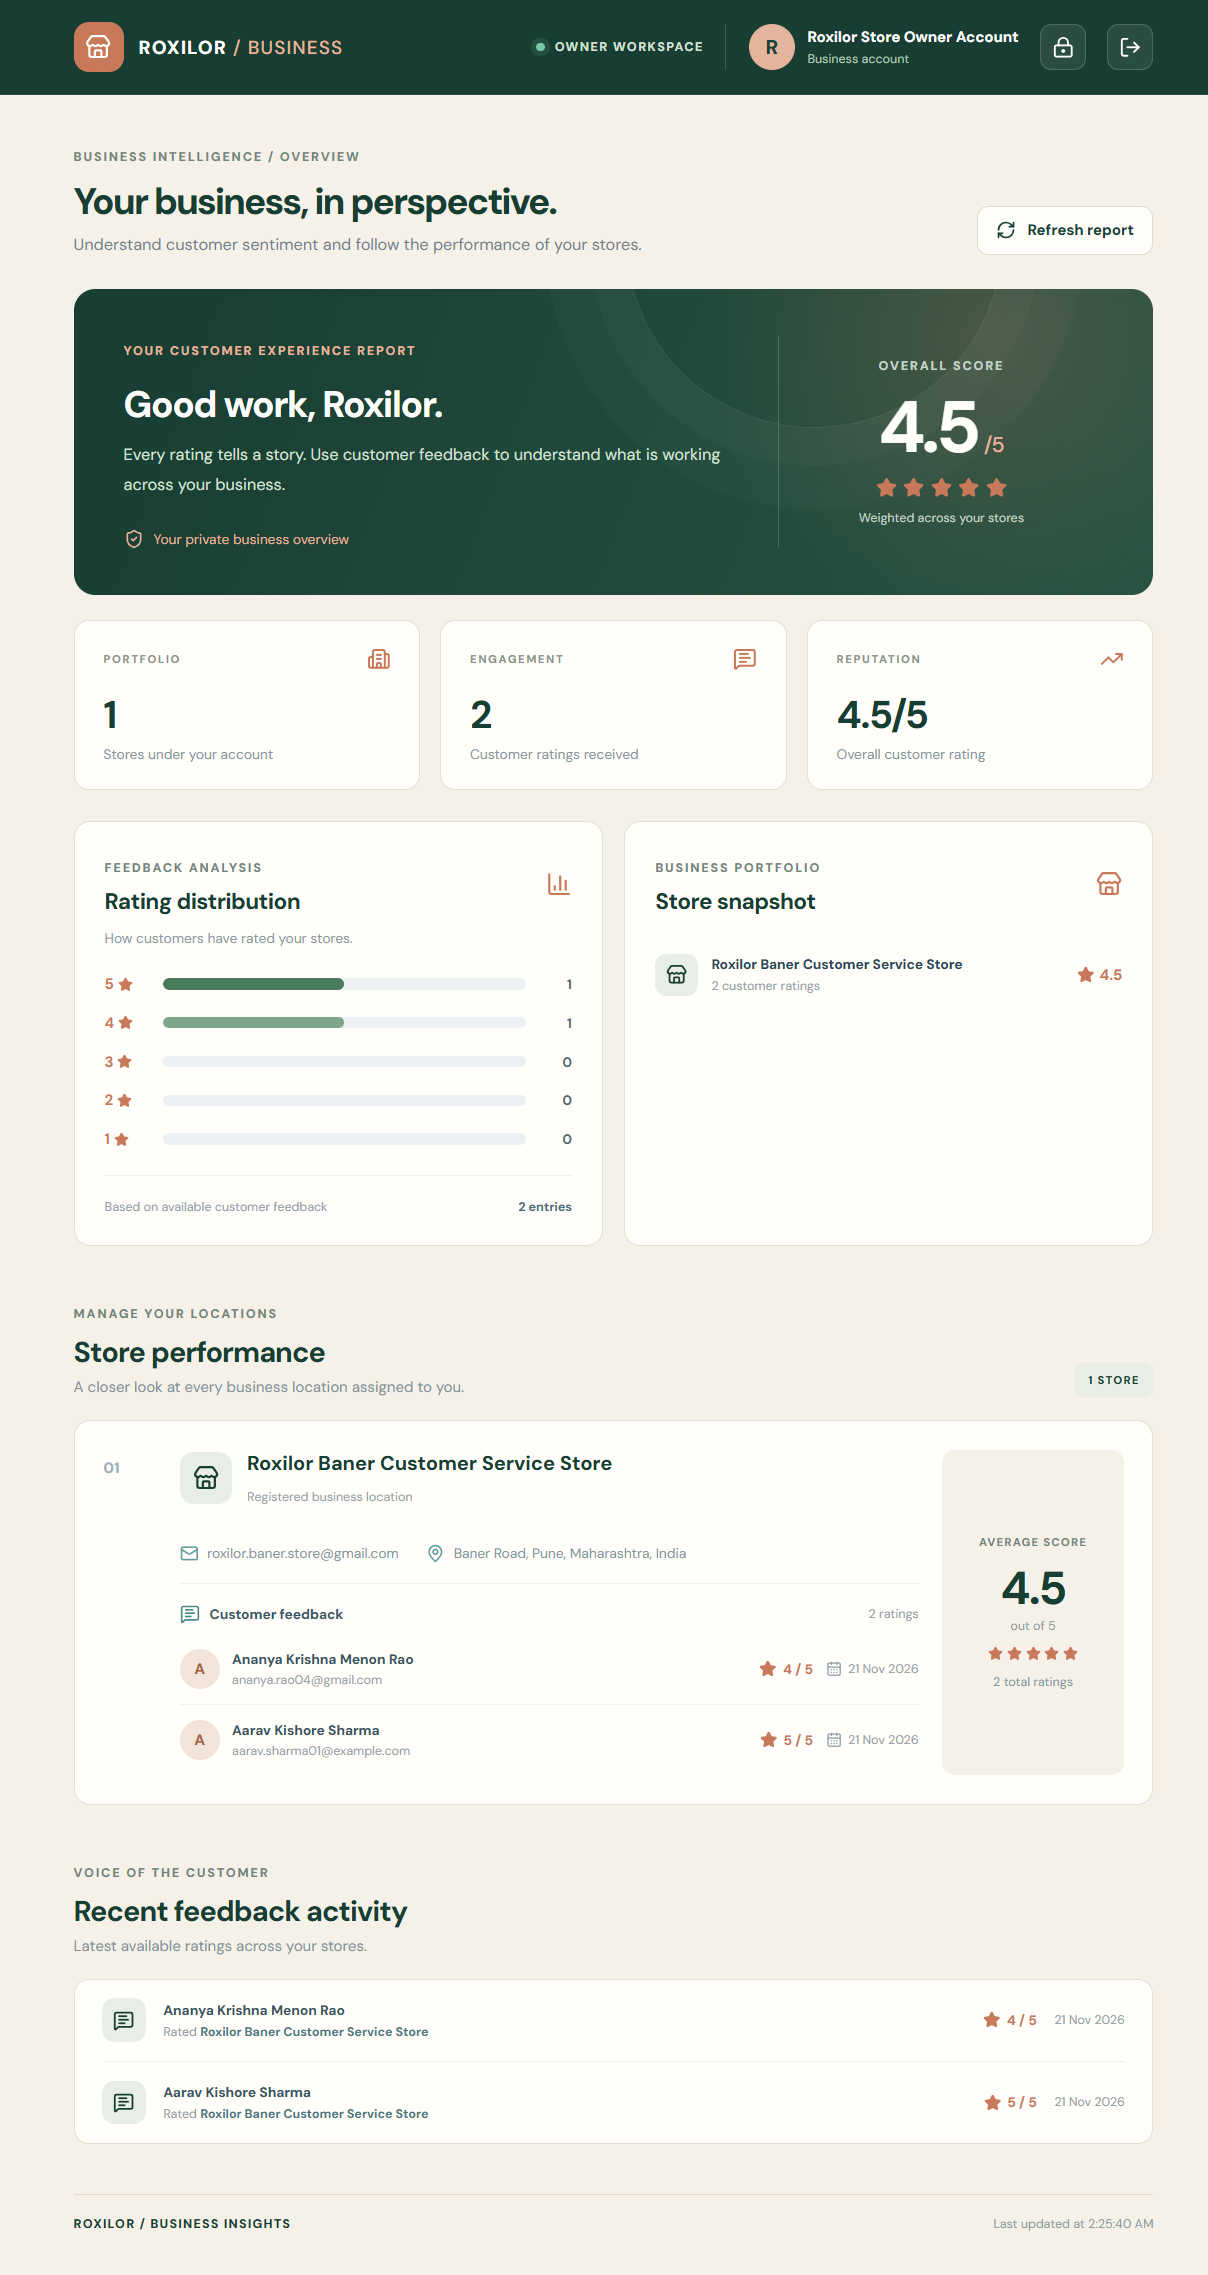 ROXILOR / BUSINESS
OWNER WORKSPACE
R
Roxilor Store Owner Account
Business account
BUSINESS INTELLIGENCE / OVERVIEW
Your business, in perspective.
Understand customer sentiment and follow the performance of your stores.
Refresh report
YOUR CUSTOMER EXPERIENCE REPORT
Good work, Roxilor.
Every rating tells a story. Use customer feedback to understand what is working
across your business.
Your private business overview
OVERALL SCORE
4.5 /5
Weighted across your stores
PORTFOLIO
1
Stores under your account
ENGAGEMENT
2
Customer ratings received
REPUTATION
4.5/5
Overall customer rating
FEEDBACK ANALYSIS
Rating distribution
How customers have rated your stores.
5 1
4 1
3 0
2 0
1 0
Based on available customer feedback 2 entries
BUSINESS PORTFOLIO
Store snapshot
Roxilor Baner Customer Service Store
2 customer ratings
4.5
MANAGE YOUR LOCATIONS
Store performance
A closer look at every business location assigned to you.
1 STORE
01
Roxilor Baner Customer Service Store
Registered business location
roxilor.baner.store@gmail.com Baner Road, Pune, Maharashtra, India
Customer feedback 2 ratings
A
Ananya Krishna Menon Rao
ananya.rao04@gmail.com
4 / 5 21 Nov 2026
A
Aarav Kishore Sharma
aarav.sharma01@example.com
5 / 5 21 Nov 2026
AVERAGE SCORE
4.5
out of 5
2 total ratings
VOICE OF THE CUSTOMER
Recent feedback activity
Latest available ratings across your stores.
Ananya Krishna Menon Rao
Rated Roxilor Baner Customer Service Store
4 / 5 21 Nov 2026
Aarav Kishore Sharma
Rated Roxilor Baner Customer Service Store
5 / 5 21 Nov 2026
ROXILOR / BUSINESS INSIGHTS
Last updated at 2:25:40 AM